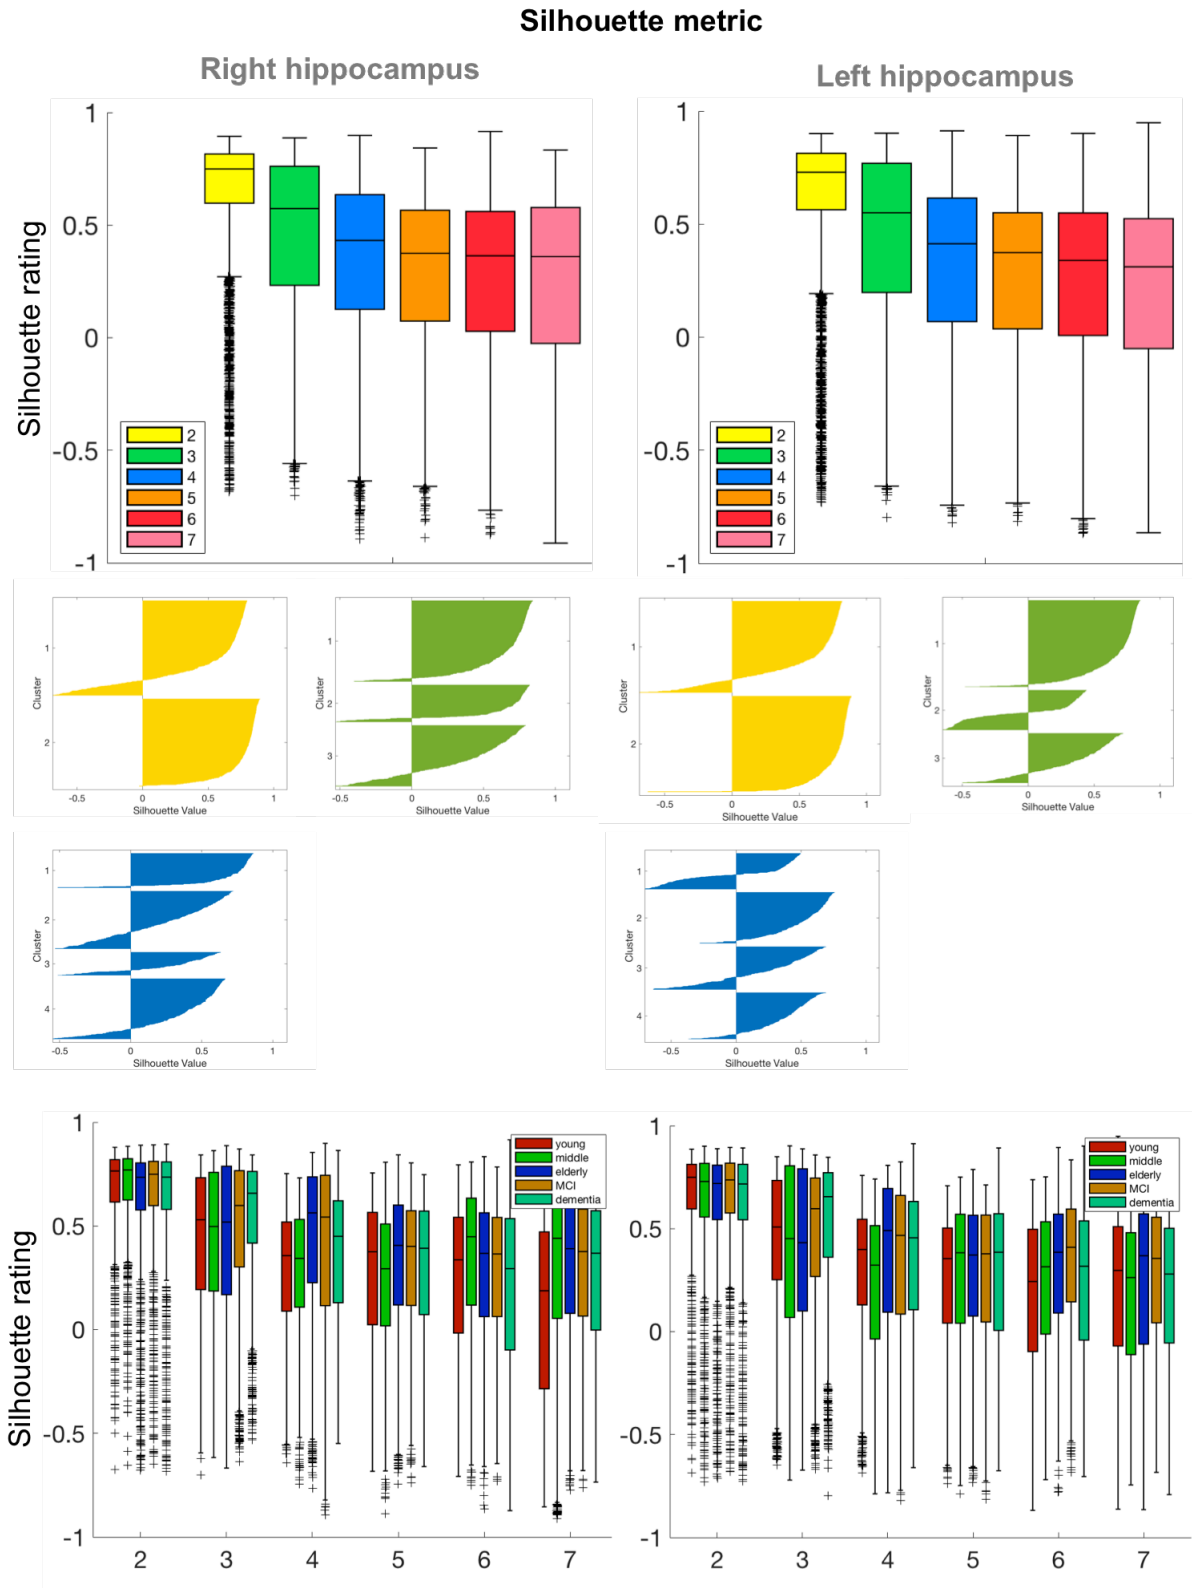 Silhouette metric
Right hippocampus
Left hippocampus
Silhouette rating
1
0.5
0
-0.5
-1
2
3
4
5
6
7
1
0.5
0
-0.5
-1
2
3
4
5
6
7
Cluster
1
2
-0.5 0 0.5 1
Silhouette Value
Cluster
1
2
3
-0.5 0 0.5 1
Silhouette Value
Cluster
1
2
-0.5 0 0.5 1
Silhouette Value
Cluster
1
2
3
-0.5 0 0.5 1
Silhouette Value
Cluster
1
2
3
4
-0.5 0 0.5 1
Silhouette Value
Cluster
1
2
3
4
-0.5 0 0.5 1
Silhouette Value
Silhouette rating
1
0.5
0
-0.5
-1
young
middle
elderly
MCI
dementia
2 3 4 5 6 7
1
0.5
0
-0.5
-1
young
middle
elderly
MCI
dementia
2 3 4 5 6 7